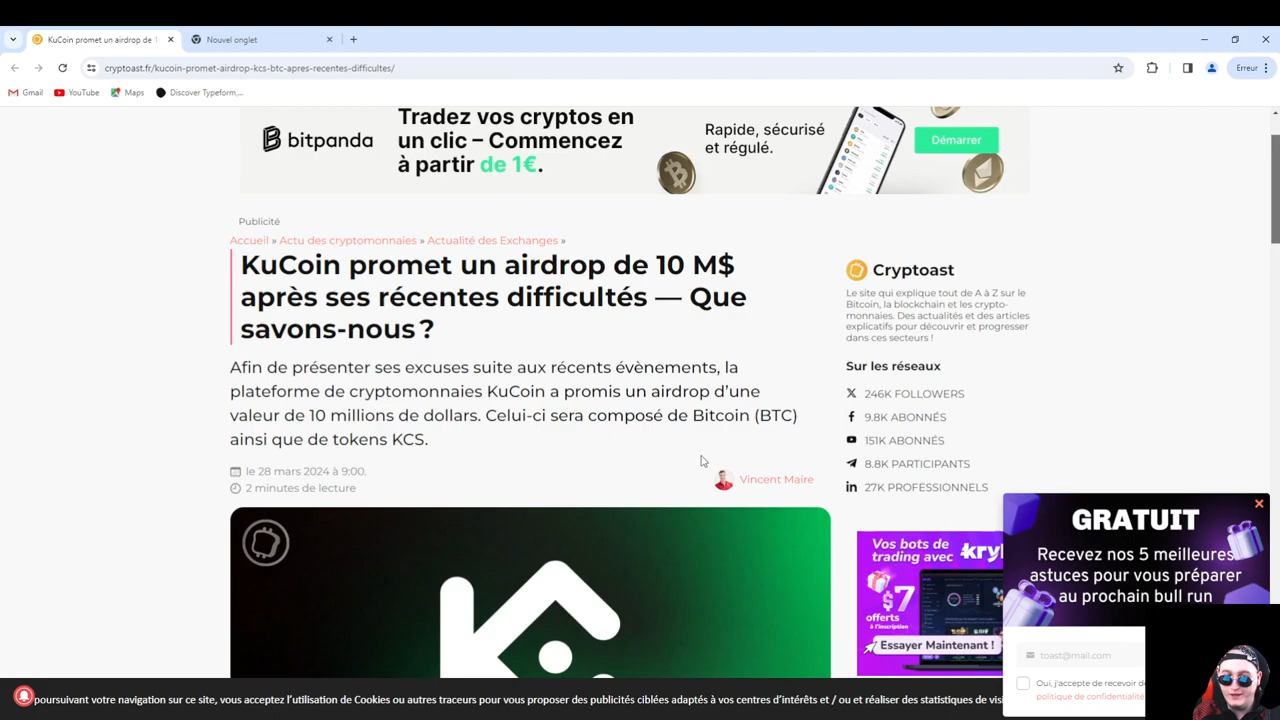 KuCoin promet un airdrop de 1
Nouvel onglet
cryptoast.fr/kucoin-promet-airdrop-kcs-btc-apres-recentes-difficultes/
Erreur
Gmail
YouTube
Maps
Discover Typeform,...
bitpanda
Tradez vos cryptos en
un clic – Commencez
à partir de 1€.
Rapide, sécurisé
et régulé.
Démarrer
Publicité
Accueil » Actu des cryptomonnaies » Actualité des Exchanges »
KuCoin promet un airdrop de 10 M$
après ses récentes difficultés — Que
savons-nous ?
Afin de présenter ses excuses suite aux récents évènements, la
plateforme de cryptomonnaies KuCoin a promis un airdrop d’une
valeur de 10 millions de dollars. Celui-ci sera composé de Bitcoin (BTC)
ainsi que de tokens KCS.
le 28 mars 2024 à 9:00.
2 minutes de lecture
Vincent Maire
Cryptoast
Le site qui explique tout de A à Z sur le
Bitcoin, la blockchain et les crypto-
monnaies. Des actualités et des articles
explicatifs pour découvrir et progresser
dans ces secteurs !
Sur les réseaux
246K FOLLOWERS
9.8K ABONNÉS
151K ABONNÉS
8.8K PARTICIPANTS
27K PROFESSIONNELS
Vos bots de
trading avec
$7
offerts
à l'inscription
Essayer Maintenant !
GRATUIT
Recevez nos 5 meilleures
astuces pour vous préparer
au prochain bull run
toast@mail.com
Oui, j'accepte de recevoir de
politique de confidentialité
poursuivant votre navigation sur ce site, vous acceptez l'utilisation
pour vous proposer des publicités
à vos centres d'intérêts et / ou et réaliser des statistiques de visi